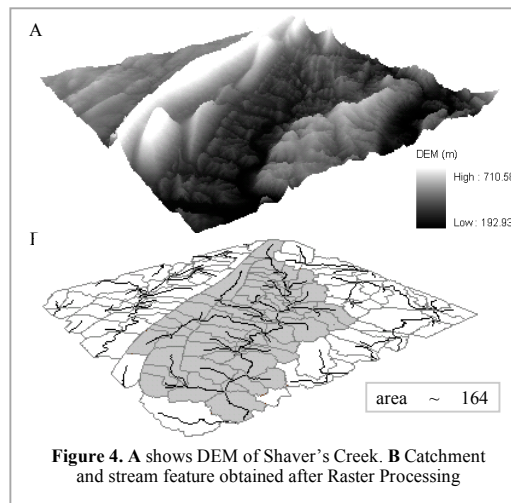 A
DEM (m)
High : 710.58
Low : 192.93
area ~ 164
Figure 4. A shows DEM of Shaver's Creek. B Catchment
and stream feature obtained after Raster Processing